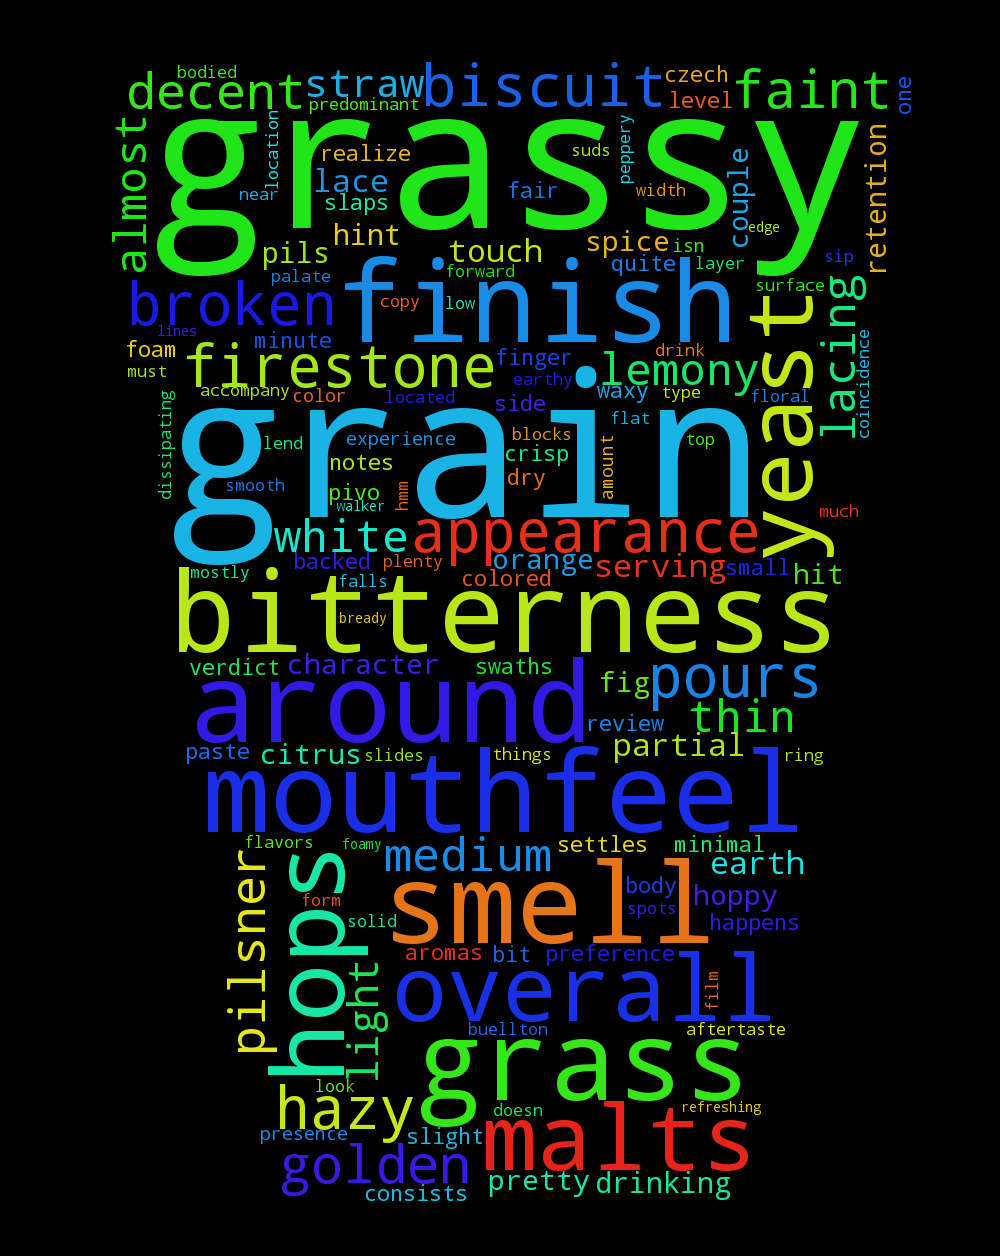 bodied
decent
straw
biscuit
czech
faint
one
predominant
level
almost
grassy
location
realize
suds
peppery
retention
near
lace
fair
width
couple
slaps
edge
pils
hint
touch
spice
isn
quite
layer
sip
palate
forward
surface
broken
finish
copy
low
yeast
lacing
lines
minute
foam
firestone
finger
drink
lemony
coincidence
must
accompany
color
located
earthy
side
waxy
type
floral
dissipating
grain
flat
lend
experience
blocks
crisp
amount
top
notes
smooth
pivo
walker
hmm
dry
much
white
appearance
mostly
backed
plenty
orange
serving
small
hit
falls
colored
bitterness
bready
verdict
character
swaths
fig
pours
around
review
thin
paste
citrus
slides
things
partial
ring
mouthfeel
flavors
foamy
medium
settles
minimal
earth
pilsner
hops
smell
body
hoppy
form
solid
spots
happens
aromas
bit
preference
light
overall
film
buellton
aftertaste
grass
look
hazy
doesn
malts
refreshing
presence
slight
golden
pretty
drinking
consists